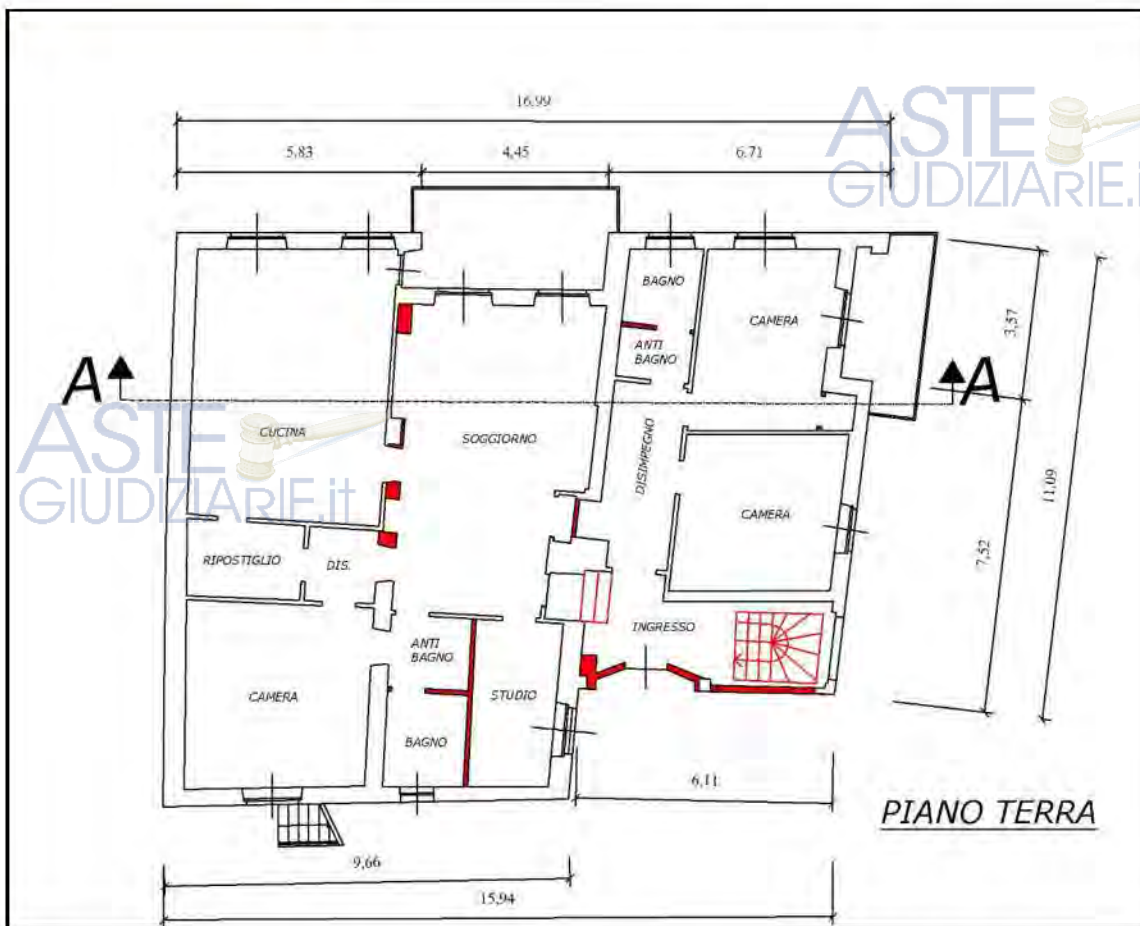 16,99
5,83
4,45
6,71
ASTE
GIUDIZIARIE.it
BAGNO
CAMERA
ANTI
BAGNO
3,57
A
A
ASTE
GIUDIZIARIE.it
CUCINA
SOGGIORNO
DISIMPEGNO
11,09
CAMERA
7,52
RIPOSTIGLIO
DIS.
INGRESSO
ANTI
BAGNO
CAMERA
STUDIO
BAGNO
6,11
PIANO TERRA
9,66
15,94